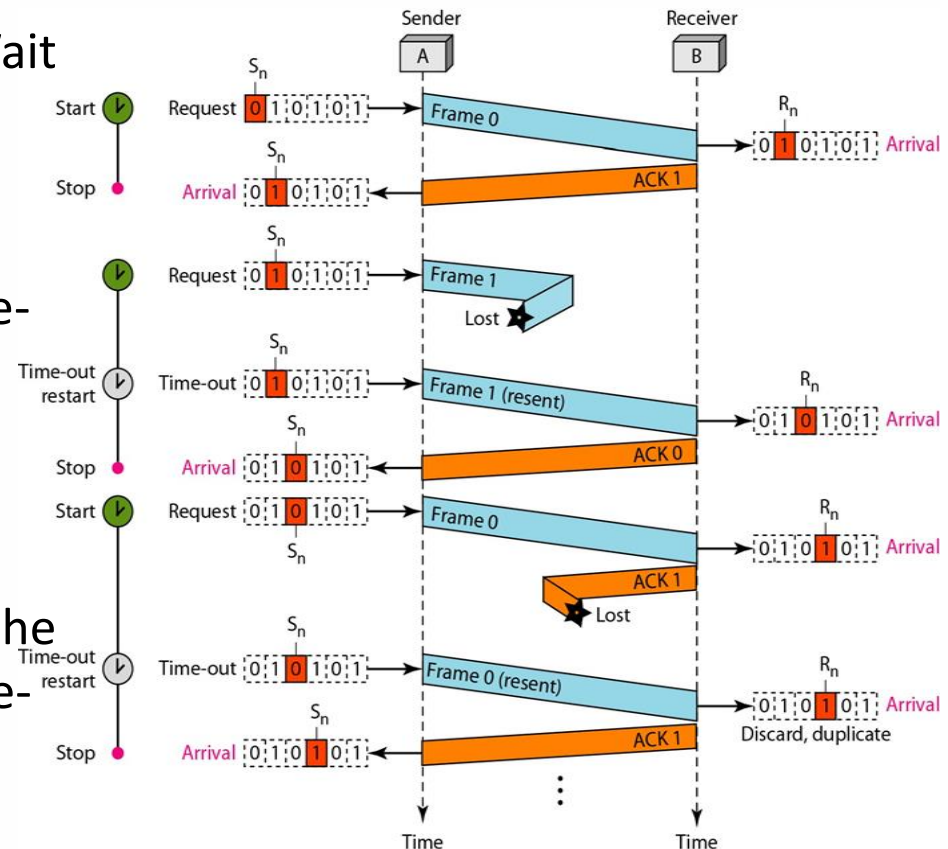 Sender Receiver
A B
ait
Sn
Start Request 0 1 0 1 0 1 Frame 0
Rn
0 1 0 1 0 1 Arrival
Sn
Stop Arrival 0 1 0 1 0 1 ACK 1
Sn
Request 0 1 0 1 0 1 Frame 1
e-
Lost
Sn
Time-out
restart
Time-out 0 1 0 1 0 1 Frame 1 (resent)
Rn
0 1 0 1 0 1 Arrival
Sn
Stop Arrival 0 1 0 1 0 1 ACK 0
Start Request 0 1 0 1 0 1 Frame 0
Sn
Rn
0 1 0 1 0 1 Arrival
ACK 1
Lost
he
Sn
Time-out
restart
Time-out 0 1 0 1 0 1 Frame 0 (resent)
e-
Rn
0 1 0 1 0 1 Arrival
Discard, duplicate
Sn
Stop Arrival 0 1 0 1 0 1 ACK 1
Time Time